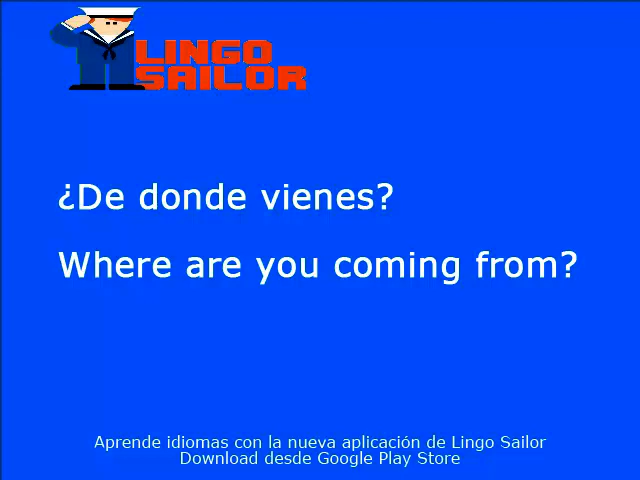 LINGO
SAILOR
¿De donde vienes?
Where are you coming from?
Aprende idiomas con la nueva aplicación de Lingo Sailor
Download desde Google Play Store